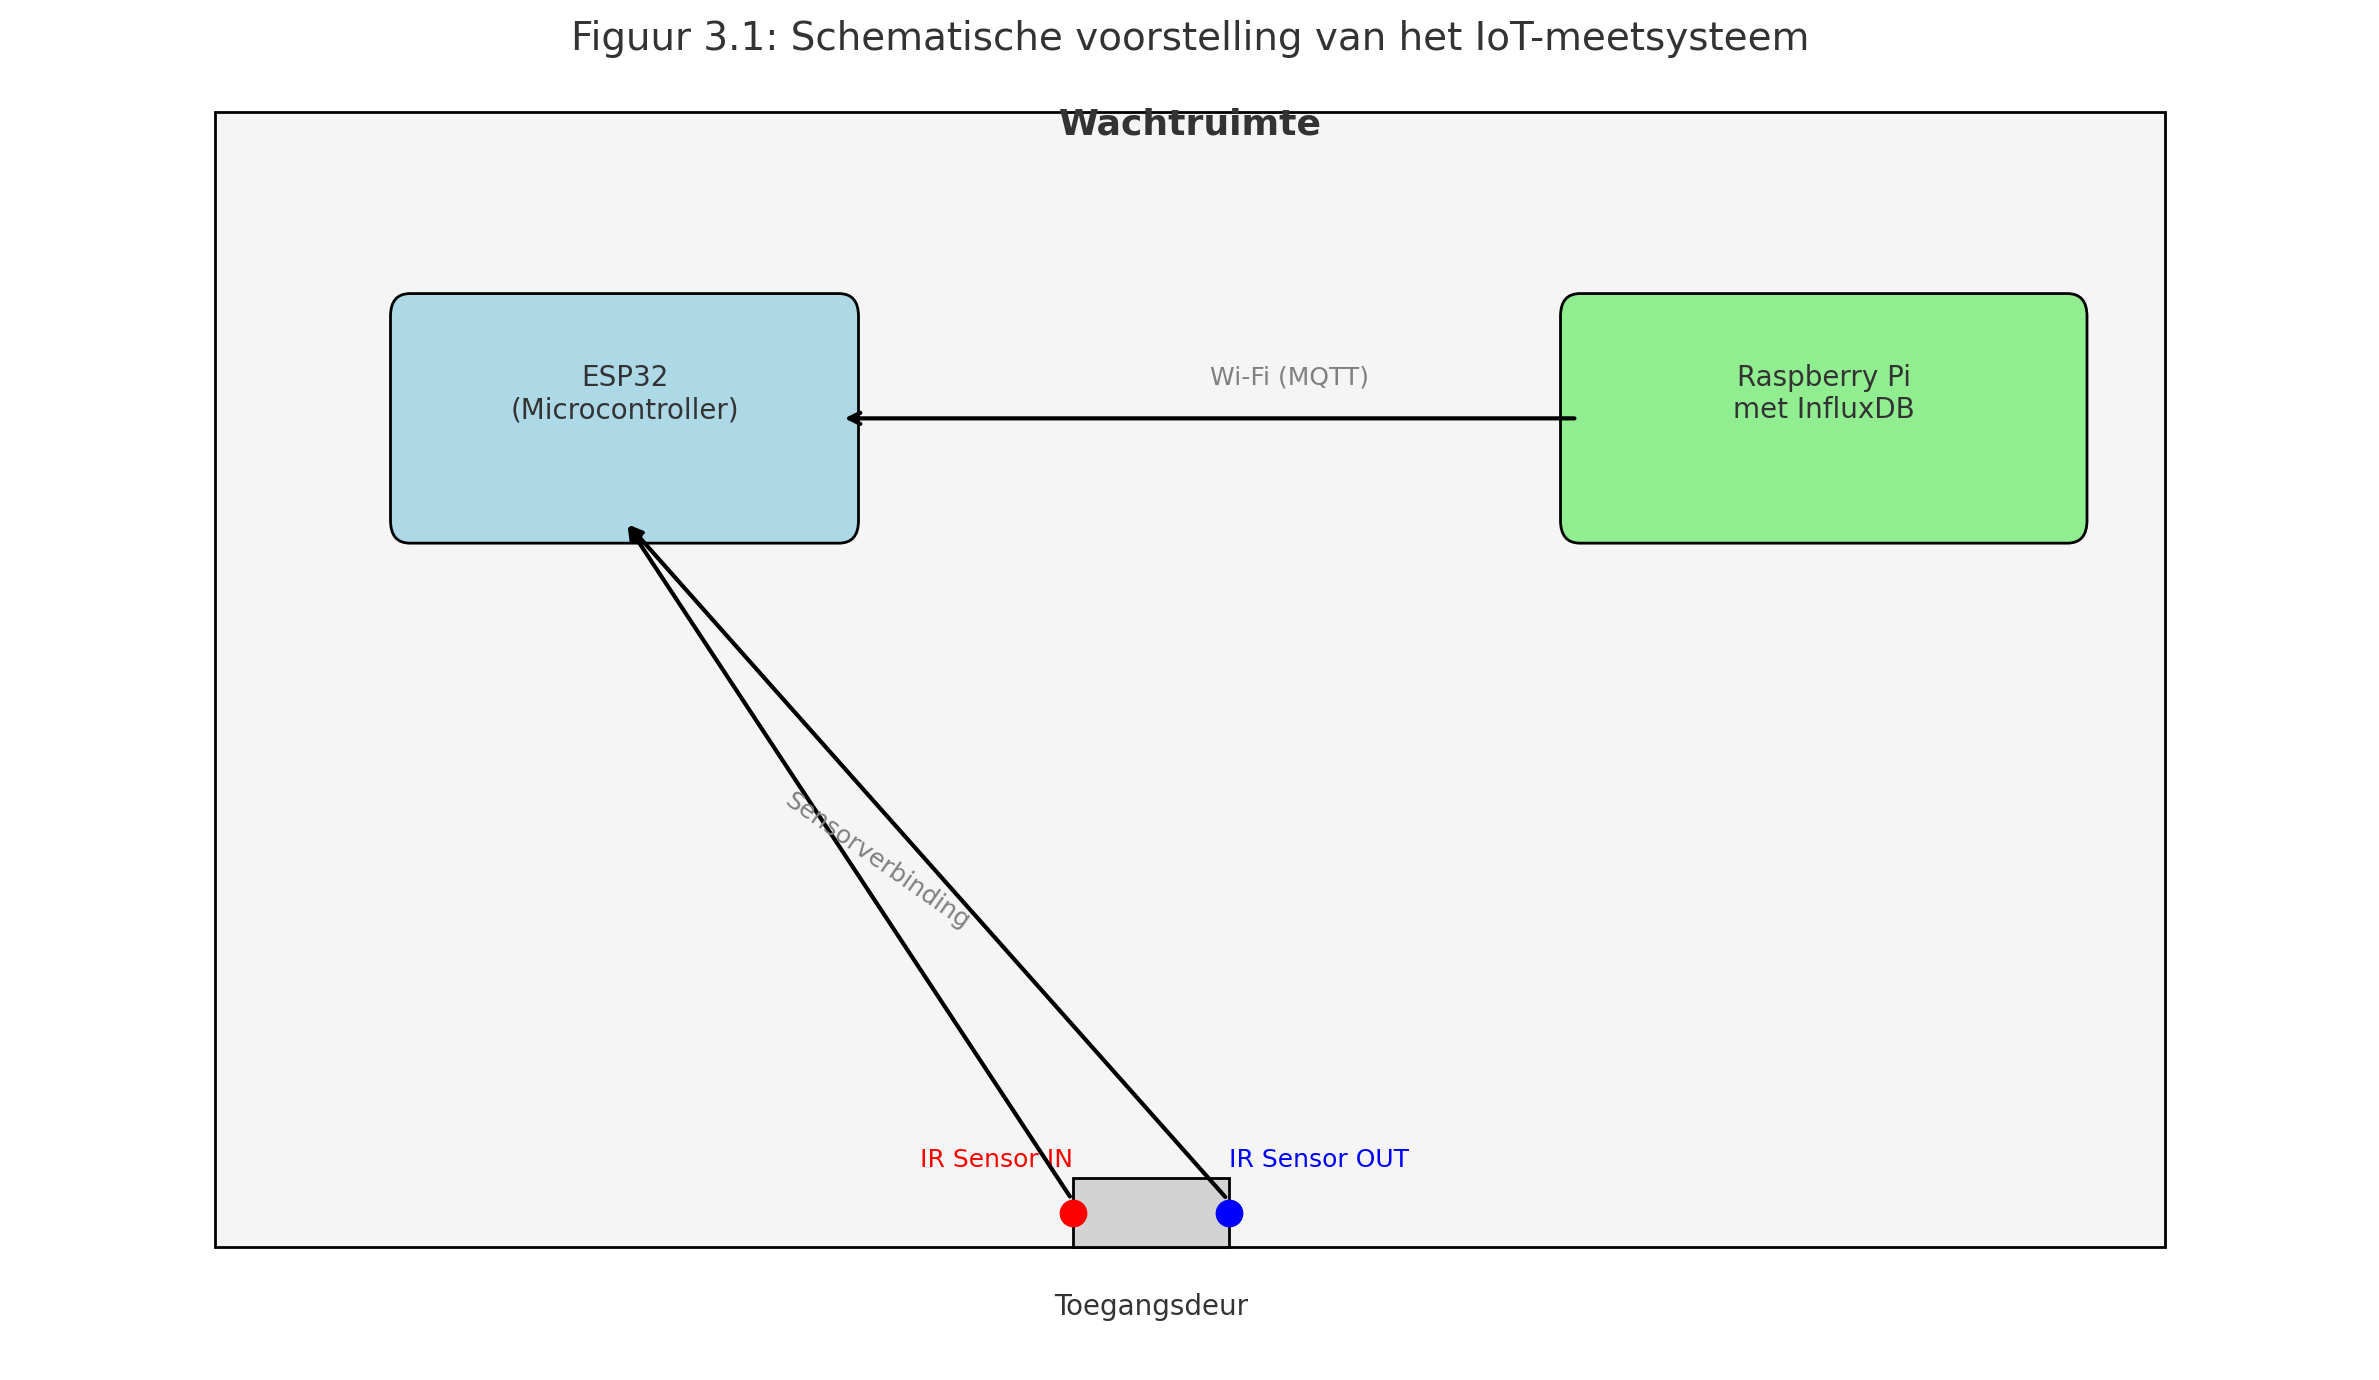 Figuur 3.1: Schematische voorstelling van het IoT-meetsysteem
Wachtruimte
ESP32
(Microcontroller)
Wi-Fi (MQTT)
Raspberry Pi
met InfluxDB
Sensorverbinding
IR Sensor IN
IR Sensor OUT
Toegangsdeur